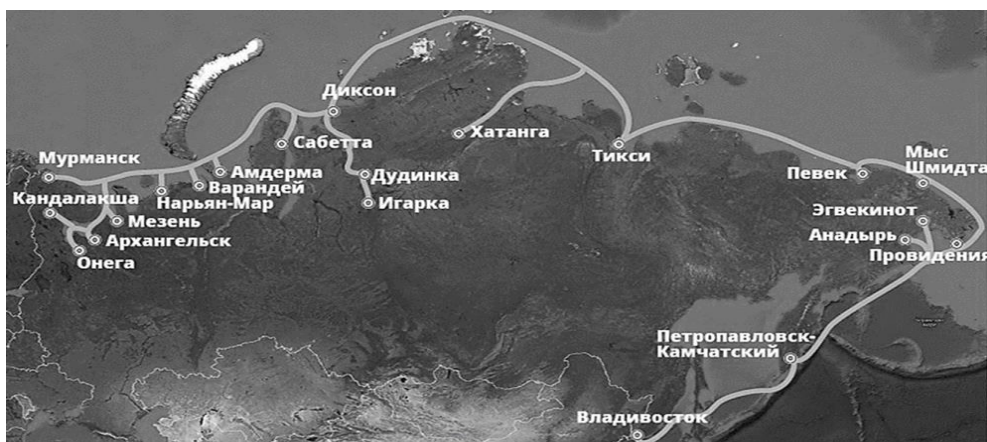 Диксон
Хатанга
Сабетта
Тикси
Мурманск
Мыс
Шмидта
Амдерма
Певек
Дудинка
Варандей
Кандалакша
Нарьян-Мар
Игарка
Эгвекинот
Мезень
Анадырь
Архангельск
Провидения
Онега
Петропавловск-
Камчатский
Владивосток